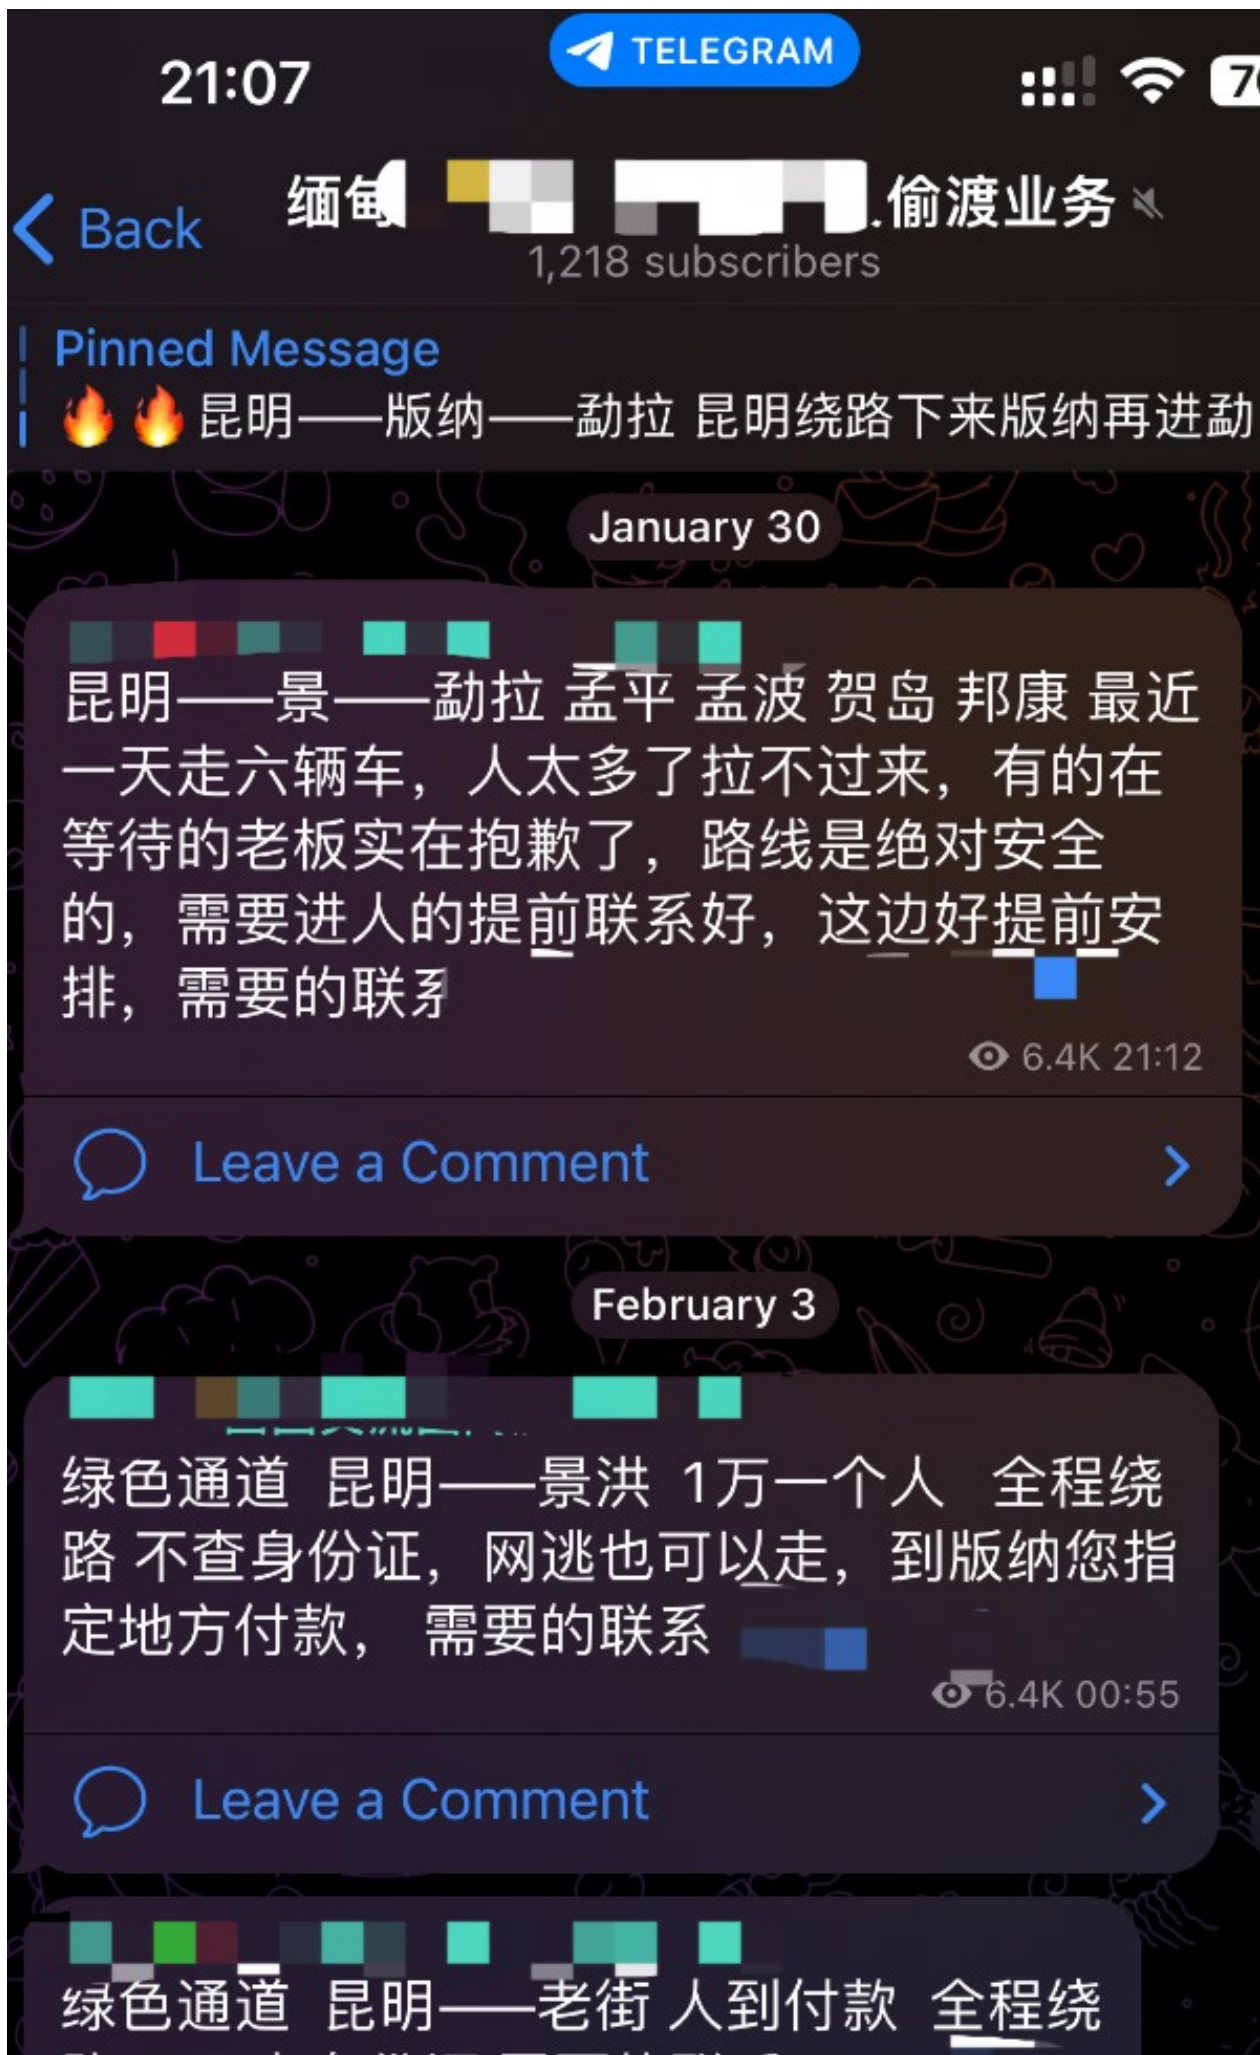 21:07
TELEGRAM
Back
缅甸
.偷渡业务
1,218 subscribers
Pinned Message
🔥🔥昆明——版纳——勐拉 昆明绕路下来版纳再进勐
January 30
昆明——景——勐拉 孟平 孟波 贺岛 邦康 最近
一天走六辆车，人太多了拉不过来，有的在
等待的老板实在抱歉了，路线是绝对安全
的，需要进人的提前联系好，这边好提前安
排，需要的联系
6.4K 21:12
Leave a Comment
February 3
绿色通道 昆明——景洪 1万一个人 全程绕
路 不查身份证，网逃也可以走，到版纳您指
定地方付款， 需要的联系
6.4K 00:55
Leave a Comment
绿色通道 昆明——老街 人到付款 全程绕